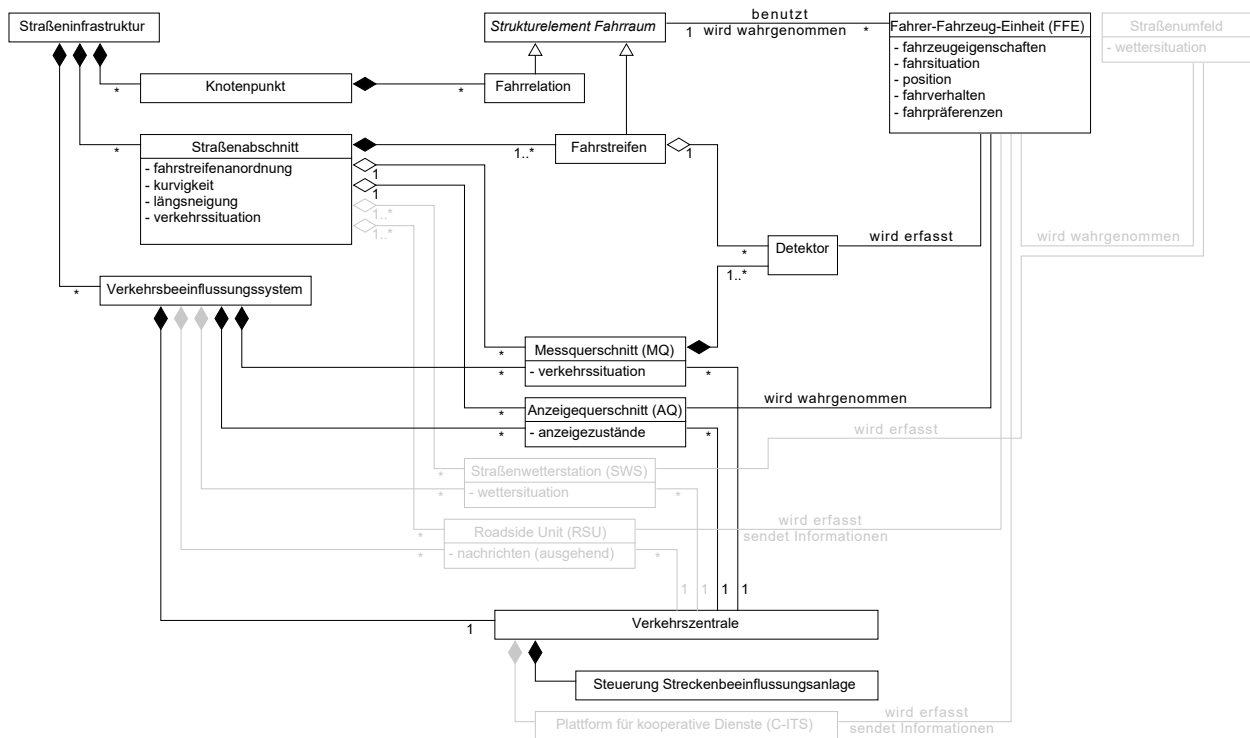 Straßeninfrastruktur
Strukturelement Fahrraum
benutzt
1 wird wahrgenommen *
Fahrer-Fahrzeug-Einheit (FFE)
- fahrzeugeigenschaften
- fahrsituation
- position
- fahrverhalten
- fahrpräferenzen
Straßenumfeld
- wettersituation
* Knotenpunkt
* Fahrrelation
* Straßenabschnitt
- fahrstreifenanordnung
- kurvigkeit
- längsneigung
- verkehrssituation
1..* Fahrstreifen 1
1
1
1..*
1..*
* Detektor
1..*
wird erfasst
wird wahrgenommen
* Verkehrsbeeinflussungssystem
* Messquerschnitt (MQ)
* - verkehrssituation *
* Anzeigequerschnitt (AQ)
wird wahrgenommen
* - anzeigezustände *
wird erfasst
* Straßenwetterstation (SWS)
* - wettersituation *
* Roadside Unit (RSU)
wird erfasst
sendet Informationen
* - nachrichten (ausgehend) *
1 1 1 1
1 Verkehrszentrale
Steuerung Streckenbeeinflussungsanlage
Plattform für kooperative Dienste (C-ITS)
wird erfasst
sendet Informationen